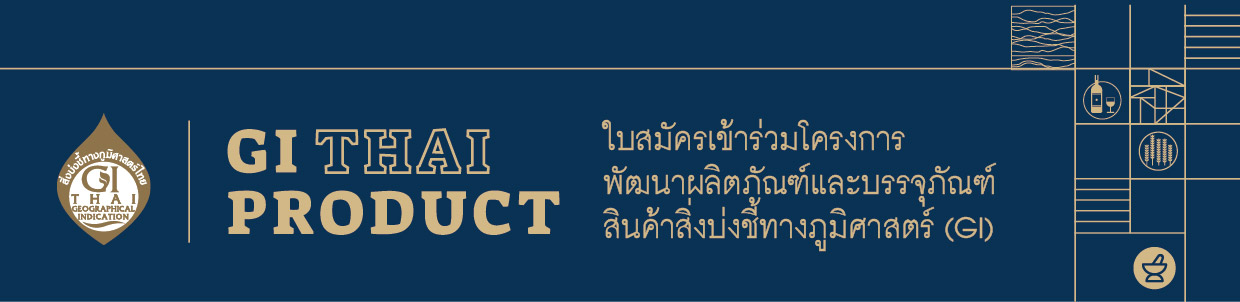 สิ่งบ่งชี้ทางภูมิศาสตร์ไทย
GI
THAI
GEOGRAPHICAL
INDICATION
GI THAI
PRODUCT
ใบสมัครเข้าร่วมโครงการ
พัฒนาผลิตภัณฑ์และบรรจุภัณฑ์
สินค้าสิ่งบ่งชี้ทางภูมิศาสตร์ (GI)